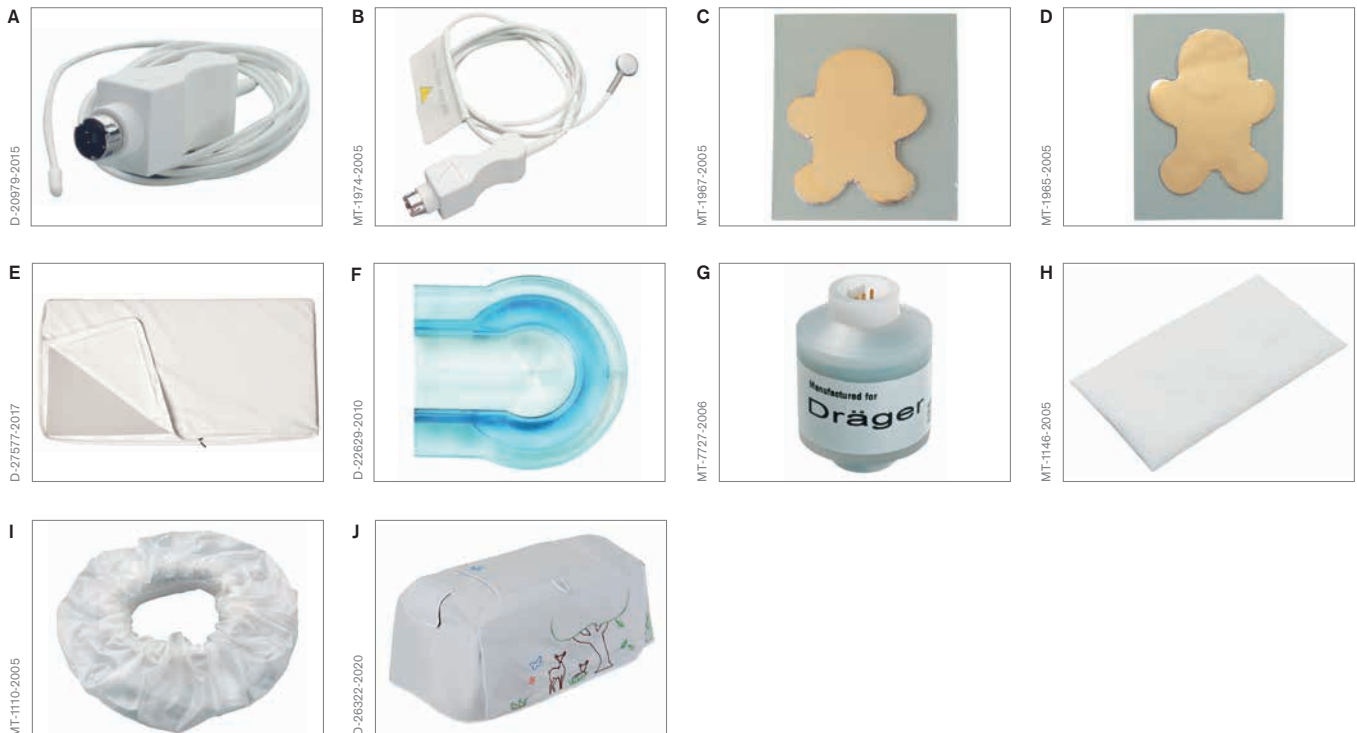 A
D-20979-2015
B
MT-1974-2005
C
MT-1967-2005
D
MT-1965-2005
E
D-27577-2017
F
D-22629-2010
G
MT-7727-2006
Manufactured for
Dräger
H
MT-1146-2005
I
MT-1110-2005
J
D-26322-2020